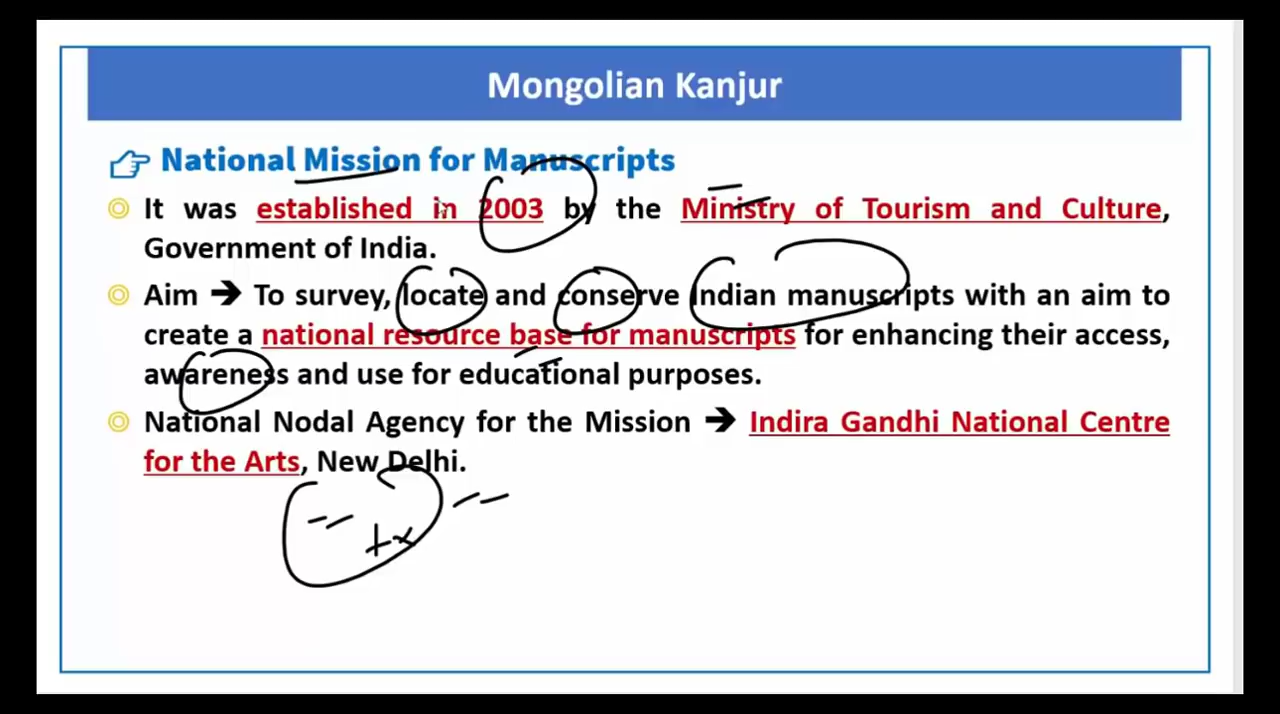 Mongolian Kanjur
National Mission for Manuscripts
It was established in 2003 by the Ministry of Tourism and Culture,
Government of India.
Aim ➔ To survey, locate and conserve Indian manuscripts with an aim to
create a national resource base for manuscripts for enhancing their access,
awareness and use for educational purposes.
National Nodal Agency for the Mission ➔ Indira Gandhi National Centre
for the Arts, New Delhi.